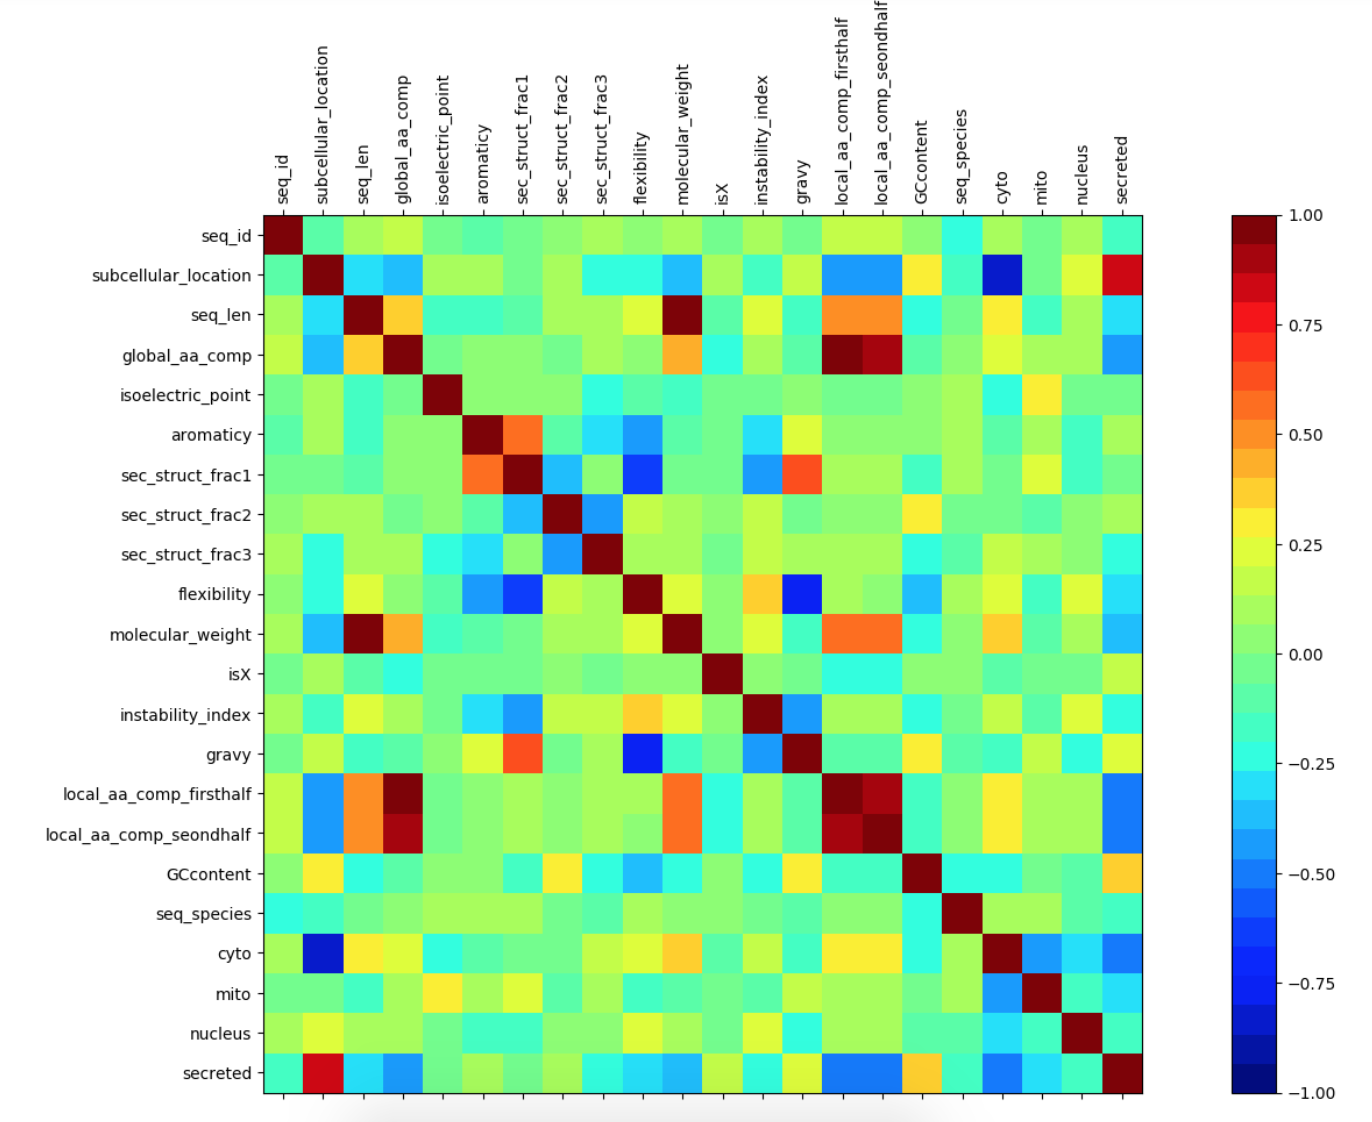 seq_id
subcellular_location
seq_len
global_aa_comp
isoelectric_point
aromaticy
sec_struct_frac1
sec_struct_frac2
sec_struct_frac3
flexibility
molecular_weight
isX
instability_index
gravy
local_aa_comp_firsthalf
local_aa_comp_seondhalf
GCcontent
seq_species
cyto
mito
nucleus
secreted
seq_id
subcellular_location
seq_len
global_aa_comp
isoelectric_point
aromaticy
sec_struct_frac1
sec_struct_frac2
sec_struct_frac3
flexibility
molecular_weight
isX
instability_index
gravy
local_aa_comp_firsthalf
local_aa_comp_seondhalf
GCcontent
seq_species
cyto
mito
nucleus
secreted
1.00
0.75
0.50
0.25
0.00
−0.25
−0.50
−0.75
−1.00